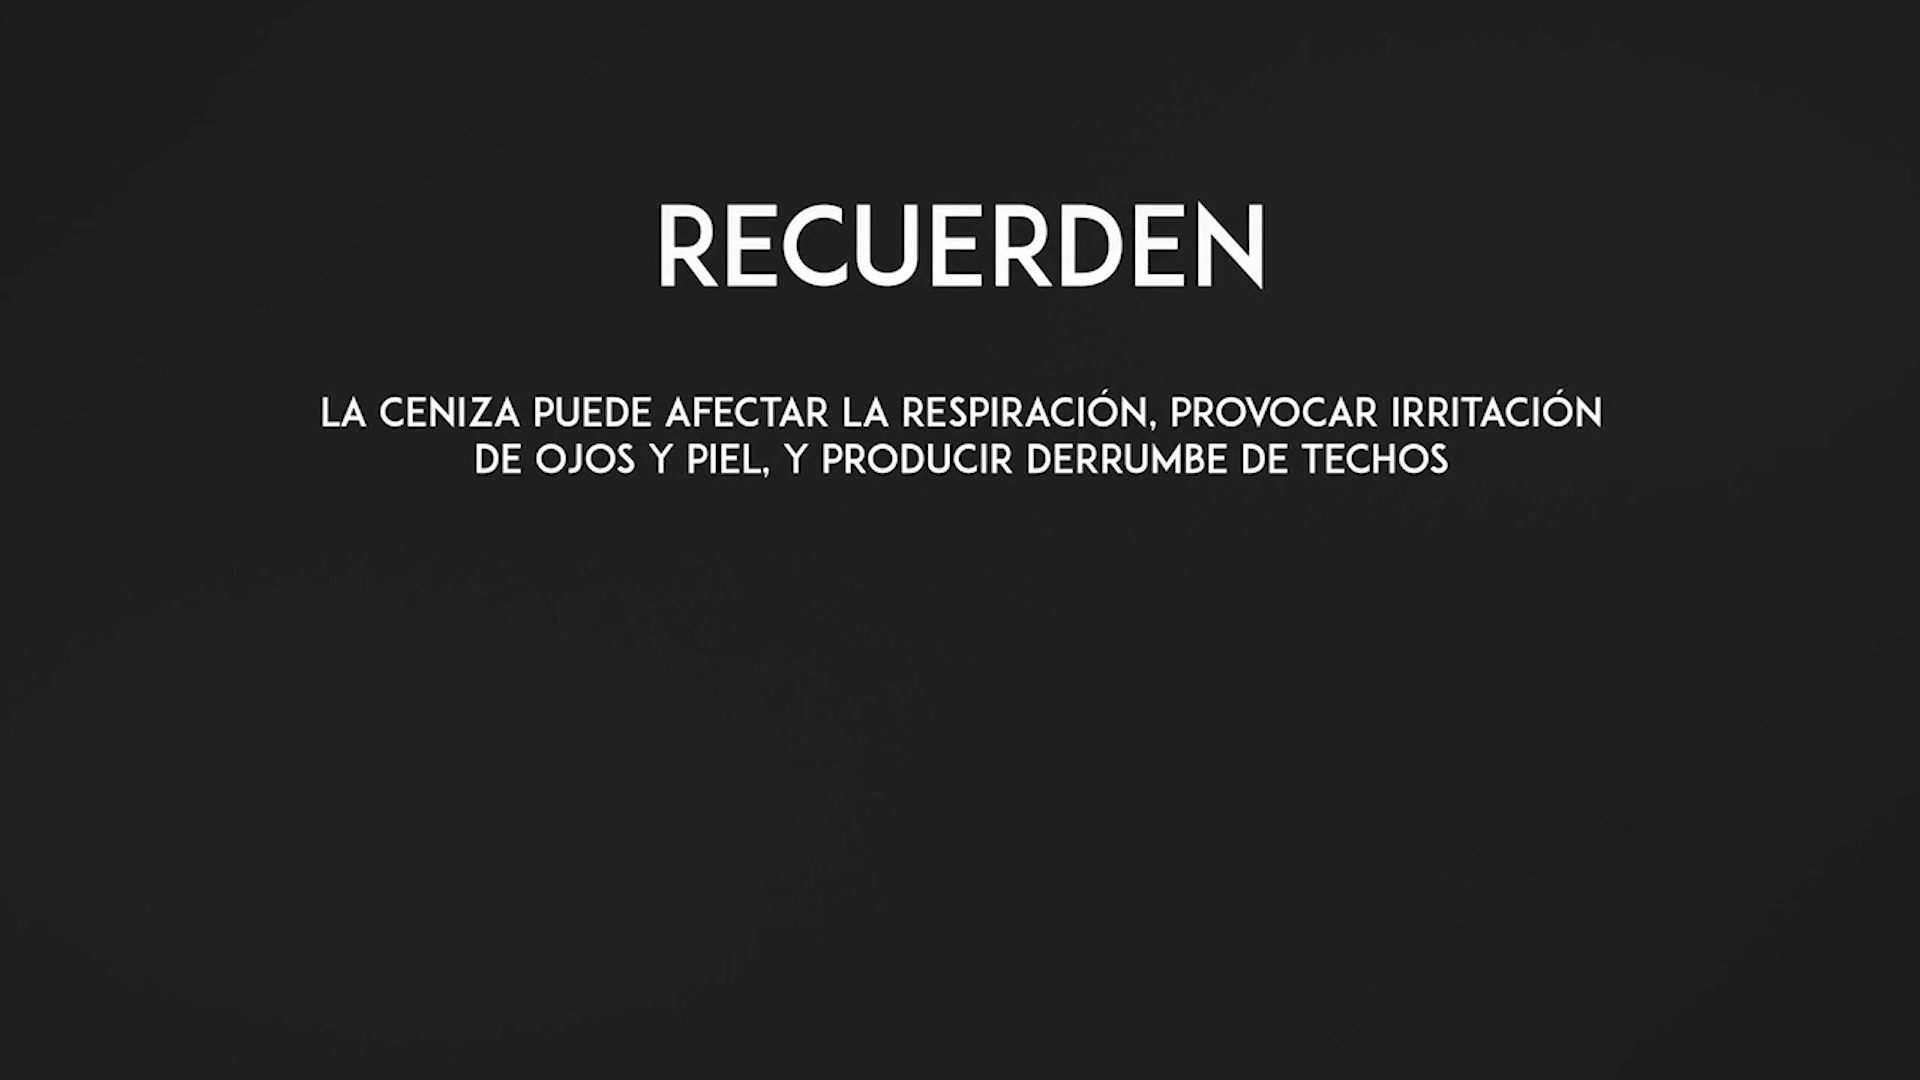 RECUERDEN
LA CENIZA PUEDE AFECTAR LA RESPIRACIÓN, PROVOCAR IRRITACIÓN
DE OJOS Y PIEL, Y PRODUCIR DERRUMBE DE TECHOS